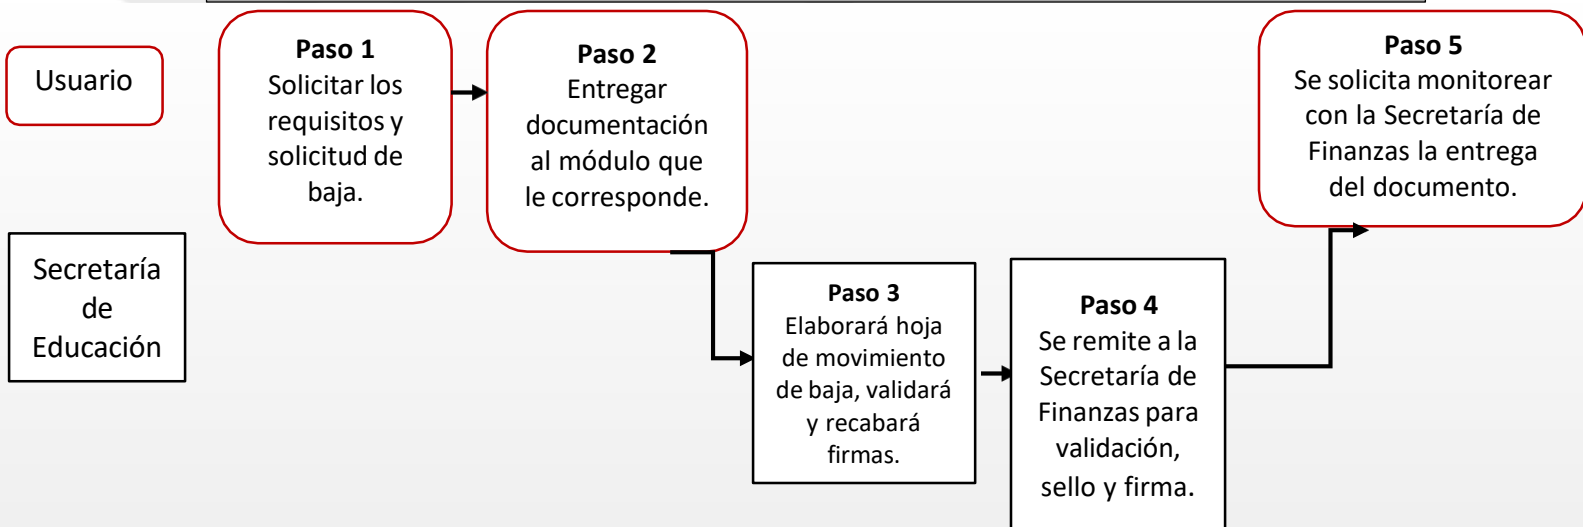 Usuario
Paso 1
Solicitar los
requisitos y
solicitud de
baja.
Paso 2
Entregar
documentación
al módulo que
le corresponde.
Paso 5
Se solicita monitorear
con la Secretaría de
Finanzas la entrega
del documento.
Secretaría
de
Educación
Paso 3
Elaborará hoja
de movimiento
de baja, validará
y recabará
firmas.
Paso 4
Se remite a la
Secretaría de
Finanzas para
validación,
sello y firma.